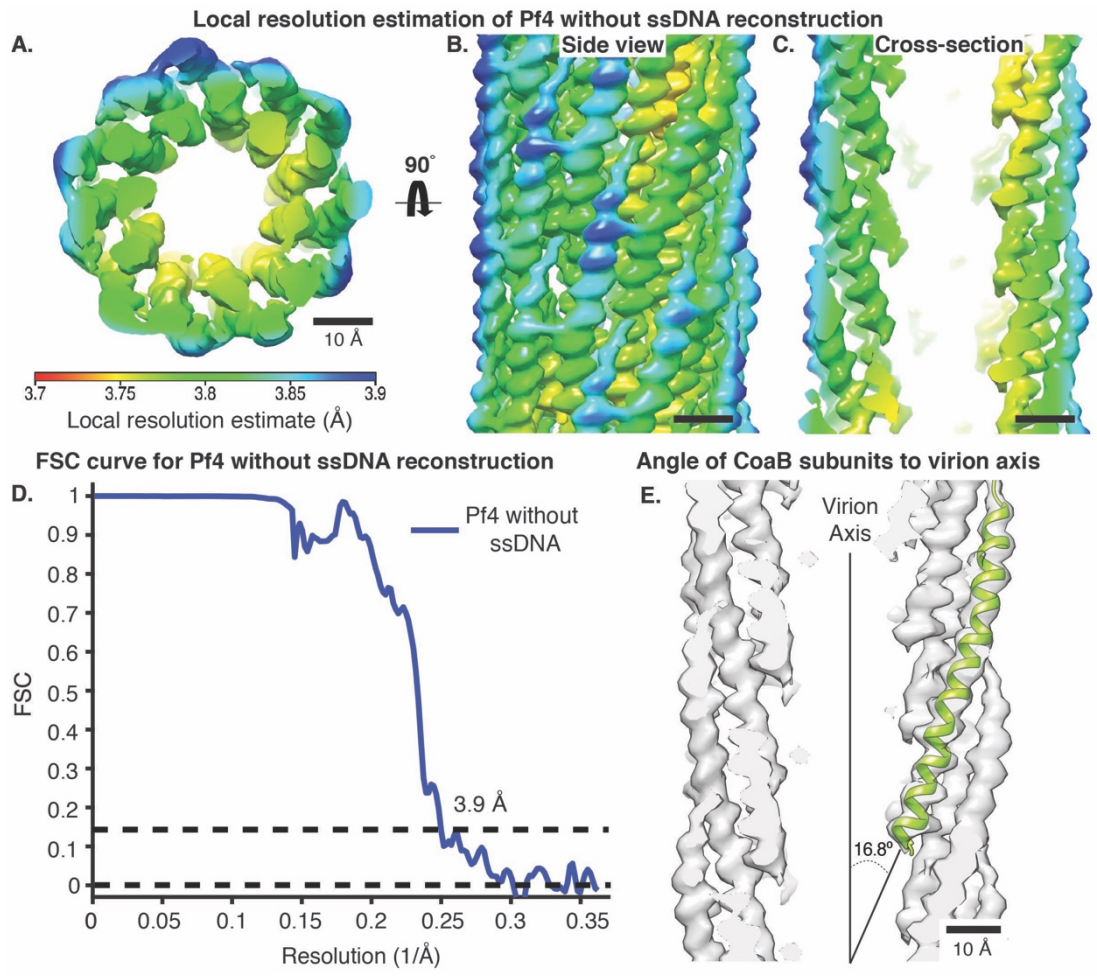 Local resolution estimation of Pf4 without ssDNA reconstruction
A.
B.
Side view
C.
Cross-section
90°
10 Å
3.7 3.75 3.8 3.85 3.9
Local resolution estimate (Å)
FSC curve for Pf4 without ssDNA reconstruction
D.
1
0.9
0.8
0.7
0.6
0.5
0.4
0.3
0.2
0.1
0
FSC
Pf4 without
ssDNA
3.9 Å
0 0.05 0.1 0.15 0.2 0.25 0.3 0.35
Resolution (1/Å)
Angle of CoaB subunits to virion axis
E.
Virion
Axis
16.8º
10 Å